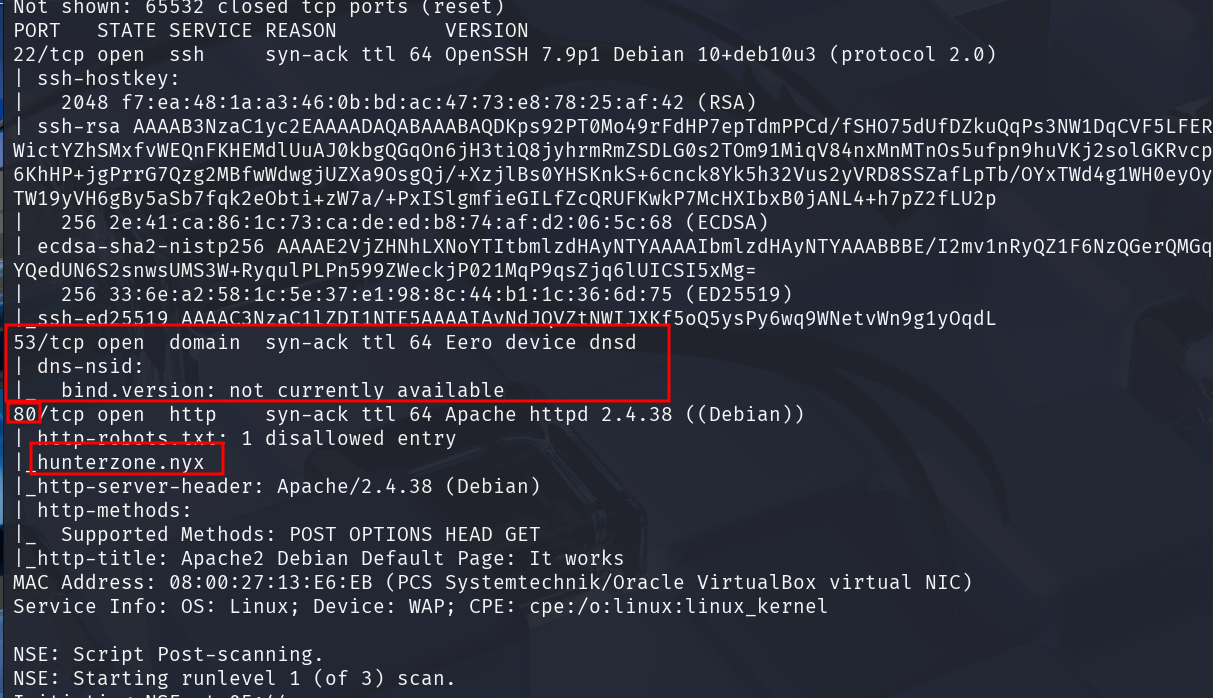 Not shown: 65532 closed tcp ports (reset)
PORT   STATE SERVICE REASON         VERSION
22/tcp open  ssh     syn-ack ttl 64 OpenSSH 7.9p1 Debian 10+deb10u3 (protocol 2.0)
| ssh-hostkey:
|   2048 f7:ea:48:1a:a3:46:0b:bd:ac:47:73:e8:78:25:af:42 (RSA)
| ssh-rsa AAAAB3NzaC1yc2EAAAADAQABAAABAQDKps92PT0Mo49rFdHP7epTdmPPCd/fSHO75dUfDZkuQqPs3NW1DqCVF5LFER
WictYZhSMxfvWEQnFKHEMdlUuAJ0kbgQGqOn6jH3tiQ8jyhrmRmZSDLG0s2TOm91MiqV84nxMnMTnOs5ufpn9huVKj2solGKRvcp
6KhHP+jgPrrG7Qzg2MBfwWdwgjUZXa9OsgQj/+XzjlBs0YHSKnkS+6cnck8Yk5h32Vus2yVRD8SSZafLpTb/OYxTWd4g1WH0eyOy
TW19yVH6gBy5aSb7fqk2eObti+zW7a/+PxISlgmfieGILfZcQRUFKwkP7McHXIbxB0jANL4+h7pZ2fLU2p
|   256 2e:41:ca:86:1c:73:ca:de:ed:b8:74:af:d2:06:5c:68 (ECDSA)
| ecdsa-sha2-nistp256 AAAAE2VjZHNhLXNoYTItbmlzdHAyNTYAAAAIbmlzdHAyNTYAAABBBE/I2mv1nRyQZ1F6NzQGerQMGq
YQedUN6S2snwsUMS3W+RyqulPLPn599ZWeckjP021MqP9qsZjq6lUICSI5xMg=
|   256 33:6e:a2:58:1c:5e:37:e1:98:8c:44:b1:1c:36:6d:75 (ED25519)
|_ssh-ed25519 AAAAC3NzaC1lZDI1NTE5AAAAIAvNdJQVZtNWIJXKf5oQ5ysPy6wq9WNetvWn9g1yOqdL
53/tcp open  domain  syn-ack ttl 64 Eero device dnsd
| dns-nsid:
|_  bind.version: not currently available
80/tcp open  http    syn-ack ttl 64 Apache httpd 2.4.38 ((Debian))
| http-robots.txt: 1 disallowed entry
|_hunterzone.nyx
|_http-server-header: Apache/2.4.38 (Debian)
| http-methods:
|_  Supported Methods: POST OPTIONS HEAD GET
|_http-title: Apache2 Debian Default Page: It works
MAC Address: 08:00:27:13:E6:EB (PCS Systemtechnik/Oracle VirtualBox virtual NIC)
Service Info: OS: Linux; Device: WAP; CPE: cpe:/o:linux:linux_kernel

NSE: Script Post-scanning.
NSE: Starting runlevel 1 (of 3) scan.